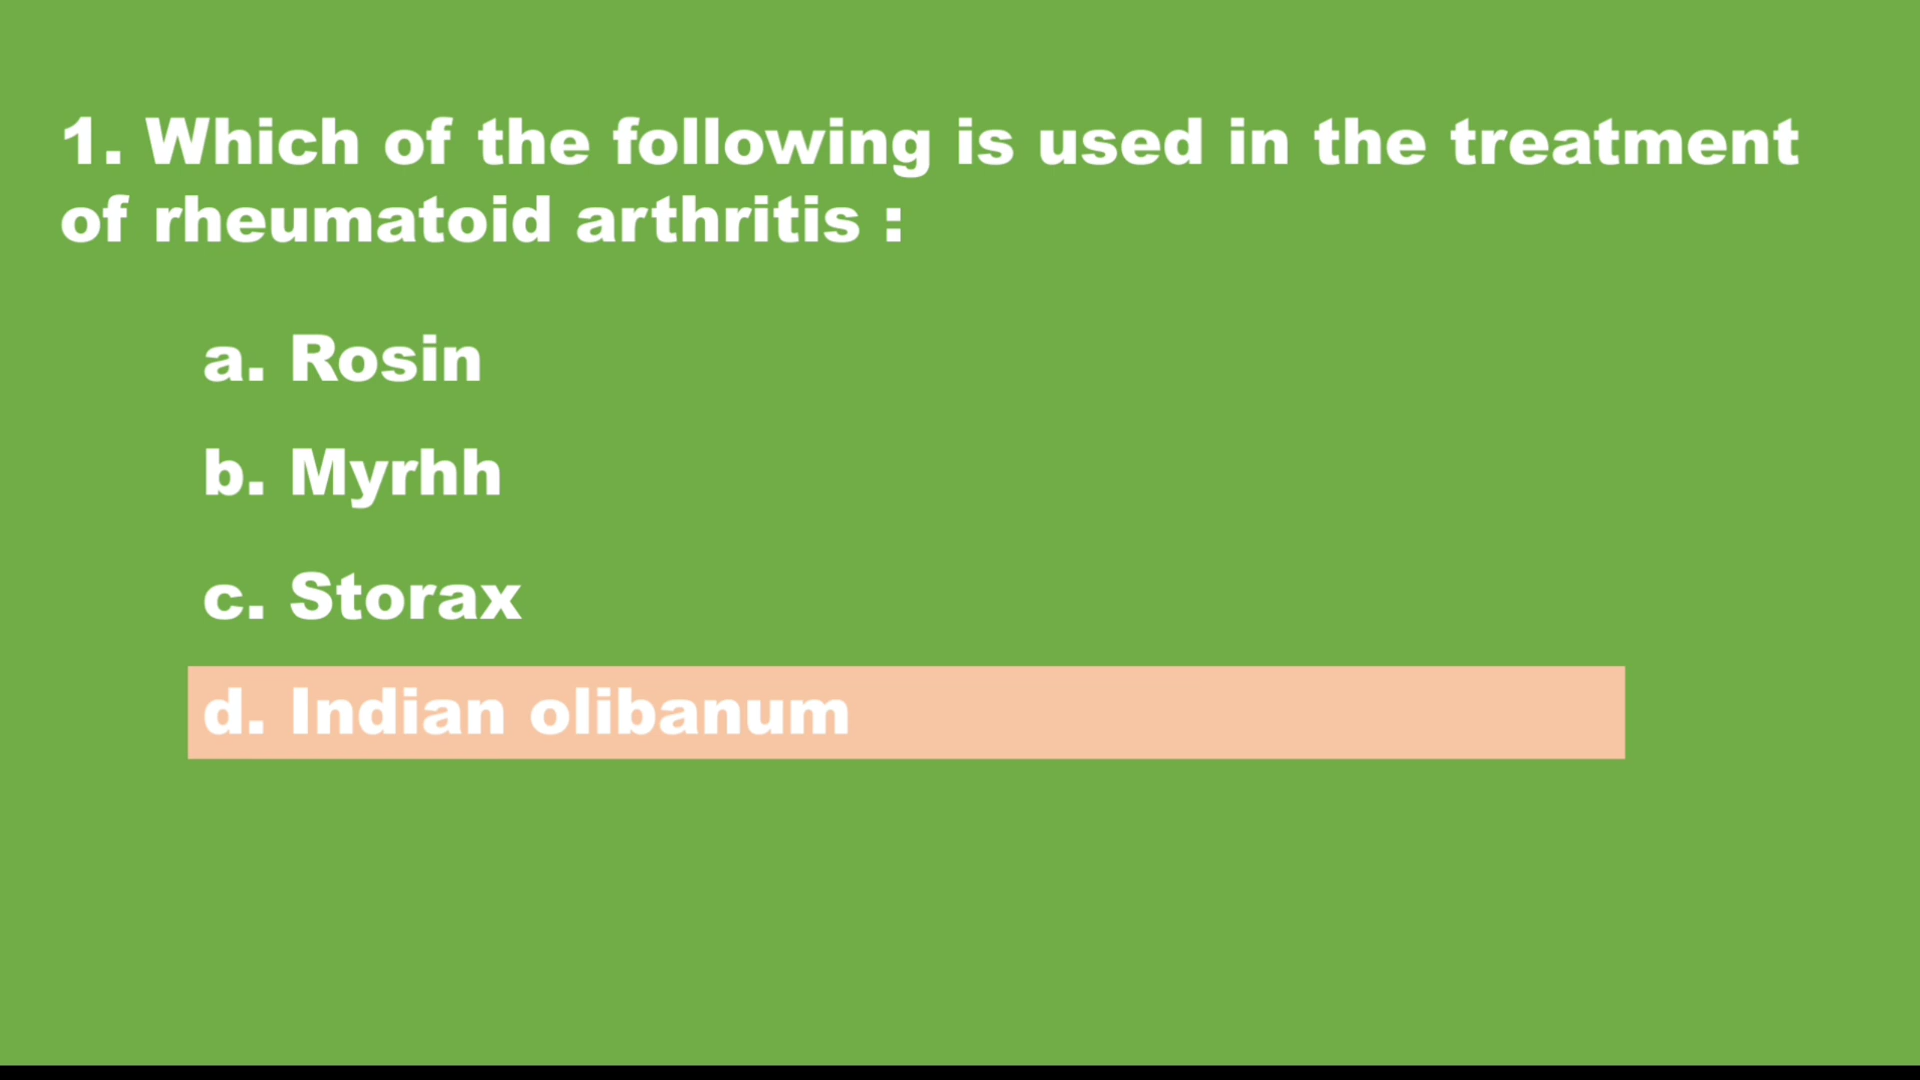 1. Which of the following is used in the treatment
of rheumatoid arthritis :
a. Rosin
b. Myrhh
c. Storax
d. Indian olibanum